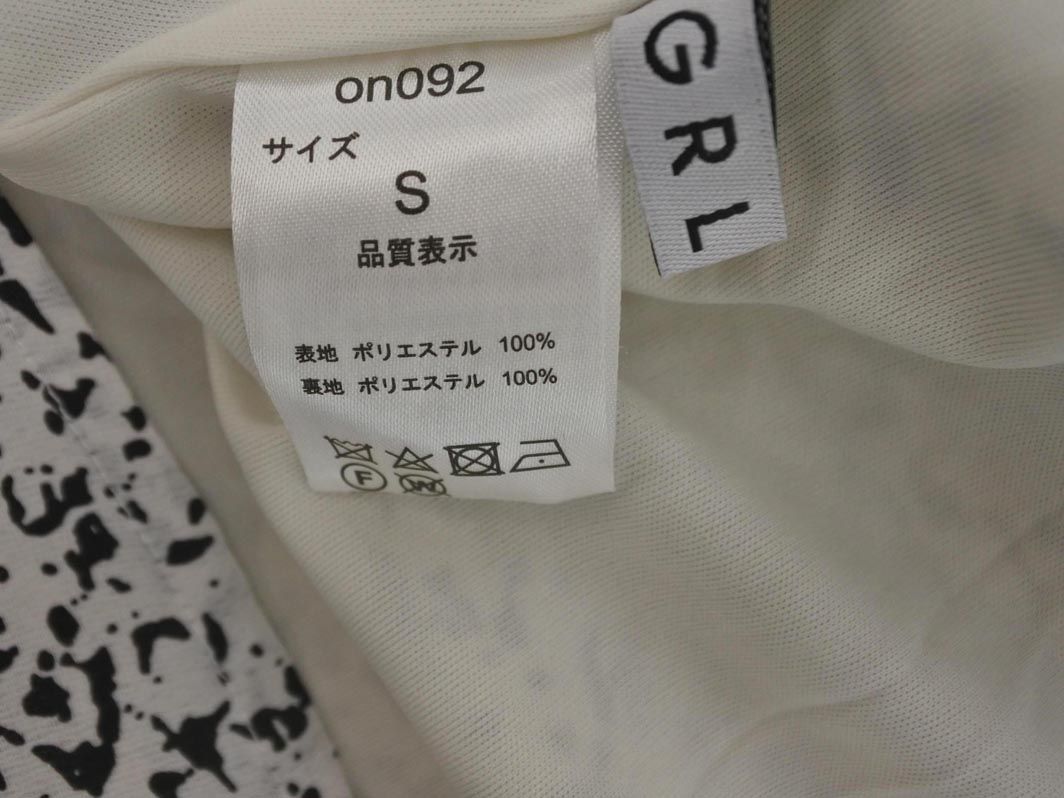 on092
サイズ
S
品質表示
表地 ポリエステル 100%
裏地 ポリエステル 100%
F W
GRL